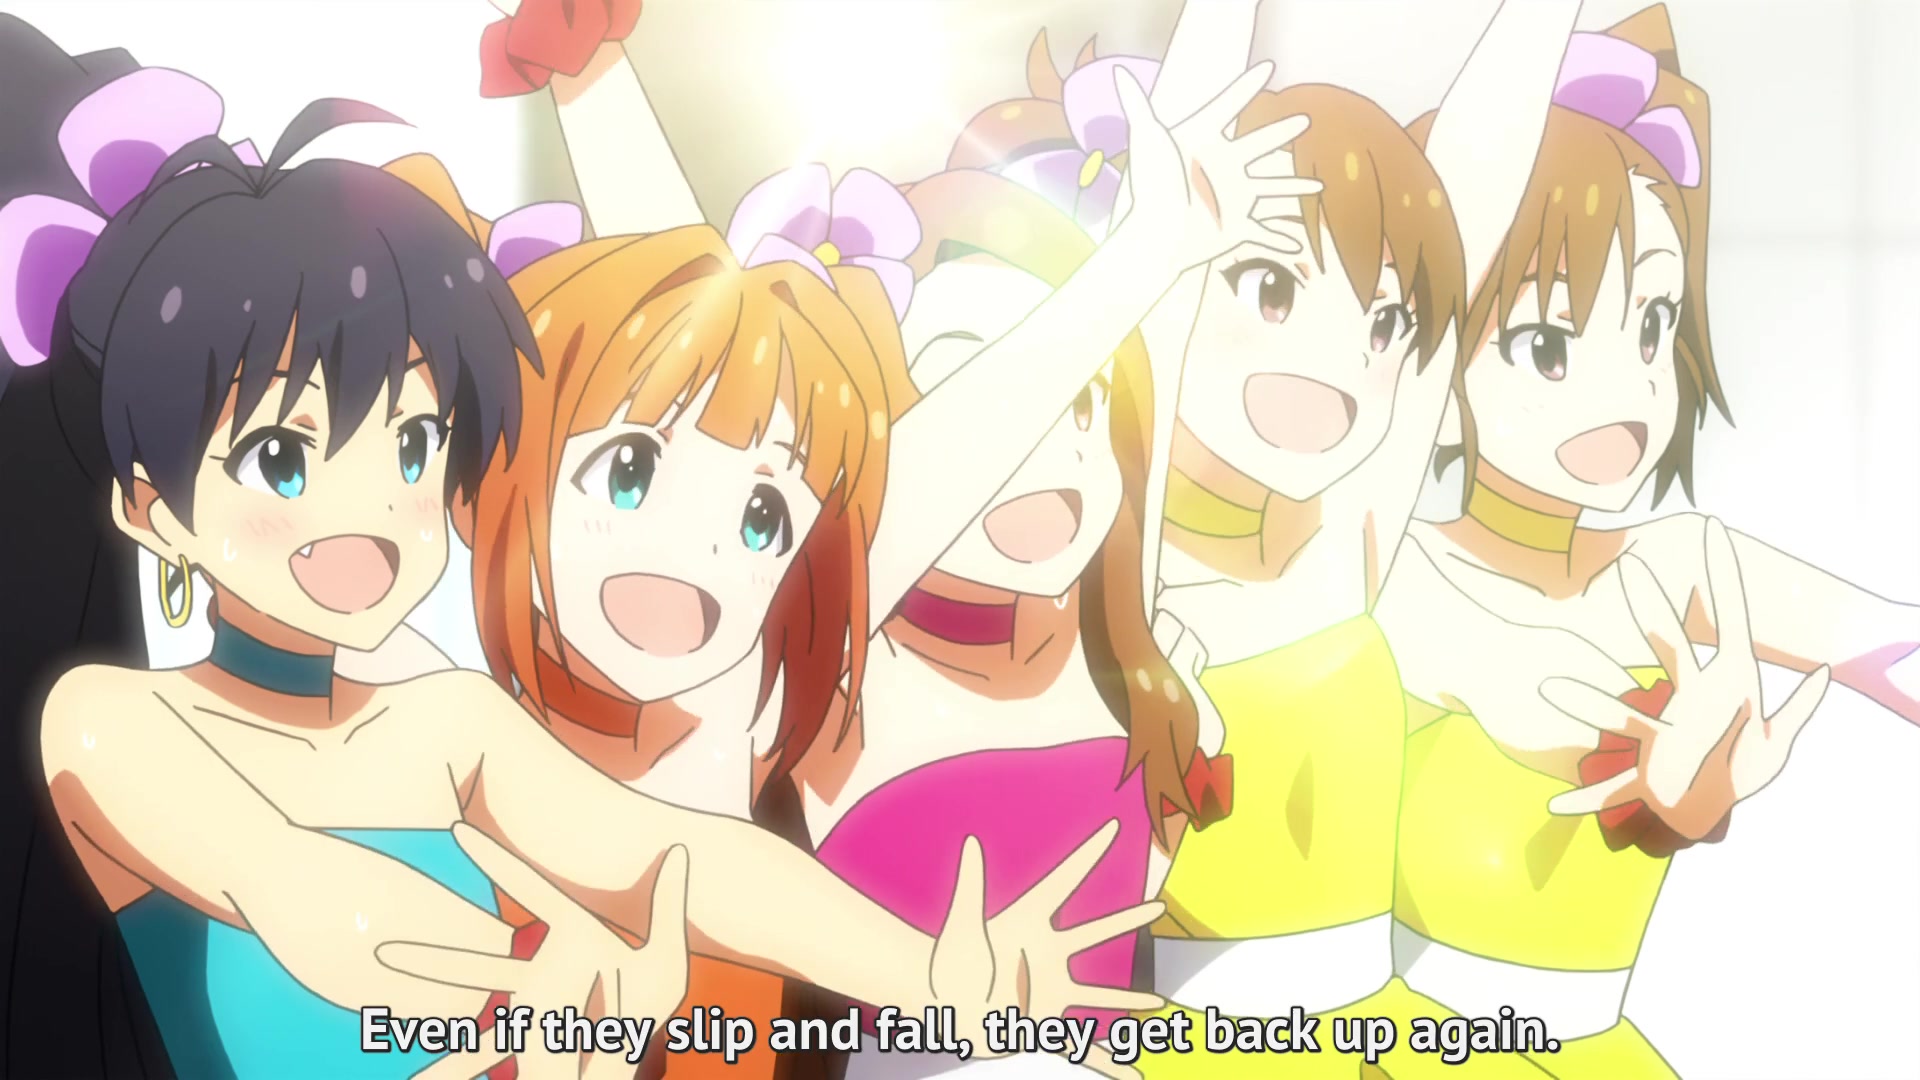 Even if they slip and fall, they get back up again.